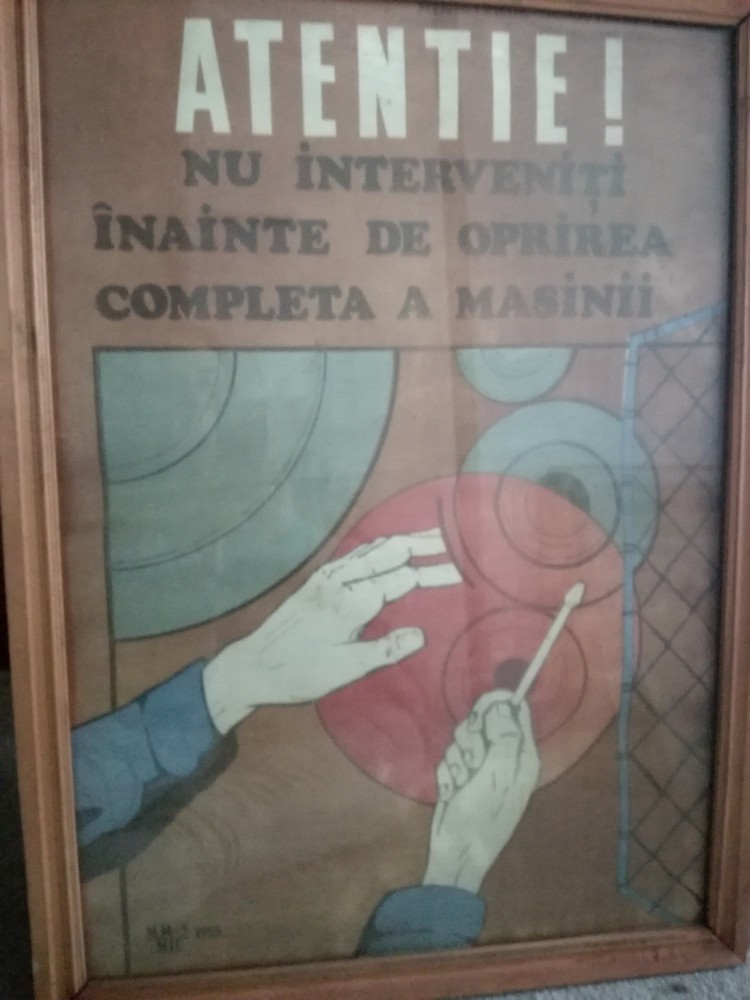 ATENTIE!
NU INTERVENIȚI
ÎNAINTE DE OPRIREA
COMPLETA A MASINII